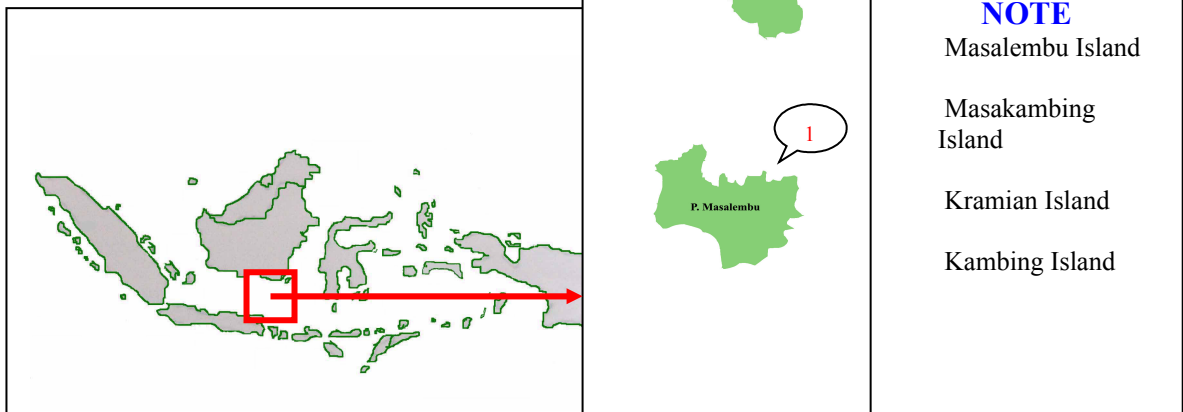 1
P. Masalembu
NOTE
Masalembu Island
Masakambing
Island
Kramian Island
Kambing Island